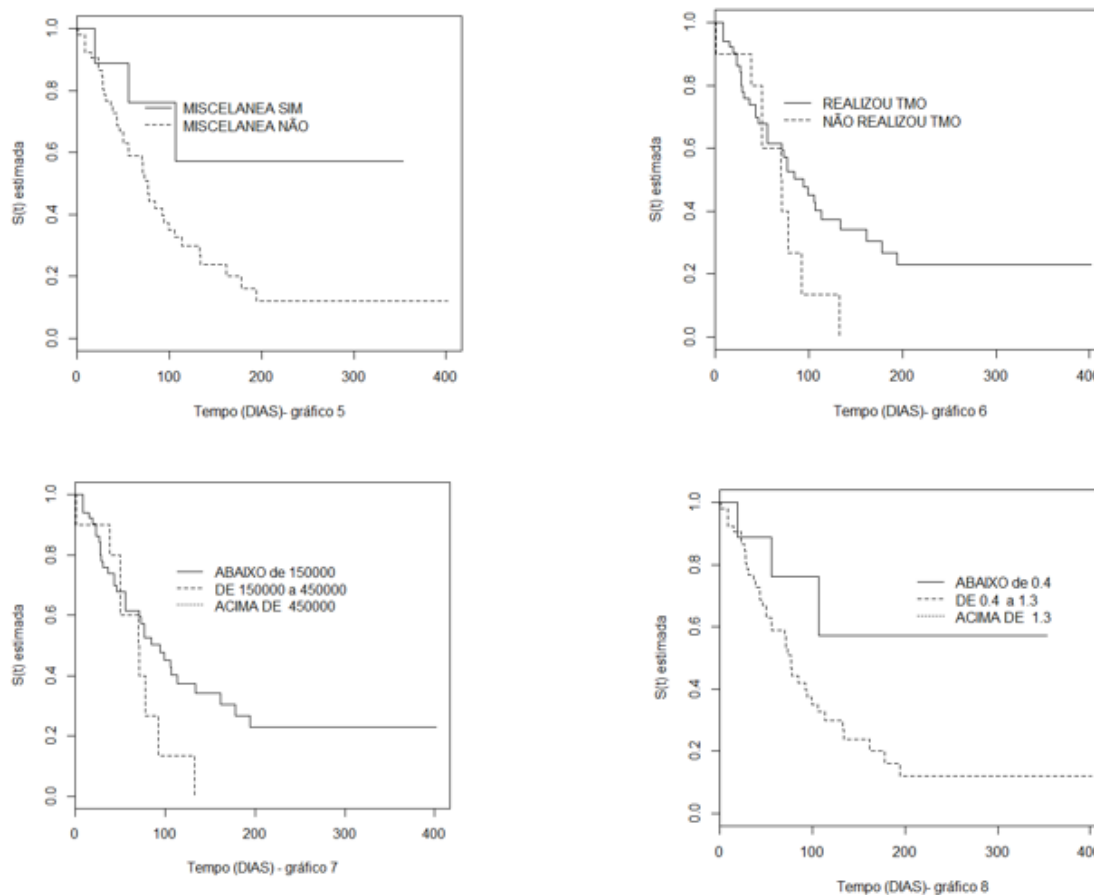 S(t) estimada
1.0
0.8
0.6
0.4
0.2
0.0
MISCELANEA SIM
MISCELANEA NÃO
0 100 200 300 400
Tempo (DIAS)- gráfico 5
S(t) estimada
1.0
0.8
0.6
0.4
0.2
0.0
REALIZOU TMO
NÃO REALIZOU TMO
0 100 200 300
Tempo (DIAS)- gráfico 6
S(t) estimada
1.0
0.8
0.6
0.4
0.2
0.0
ABAIXO de 150000
DE 150000 a 450000
ACIMA DE 450000
0 100 200 300 400
Tempo (DIAS) - gráfico 7
S(t) estimada
1.0
0.8
0.6
0.4
0.2
0.0
ABAIXO de 0.4
DE 0.4 a 1.3
ACIMA DE 1.3
0 100 200 300
Tempo (DIAS)- gráfico 8